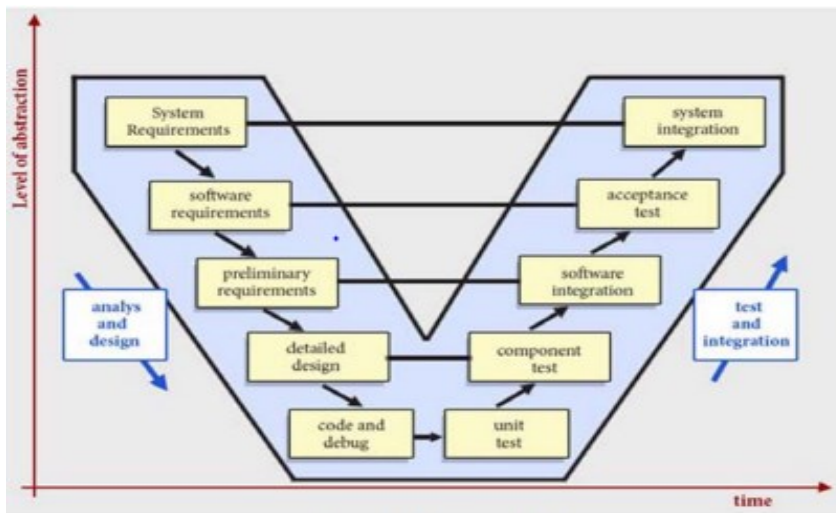 Level of abstraction
System
Requirements
system
integration
software
requirements
acceptance
test
preliminary
requirements
software
integration
analys
and
design
test
and
integration
detailed
design
component
test
code and
debug
unit
test
time